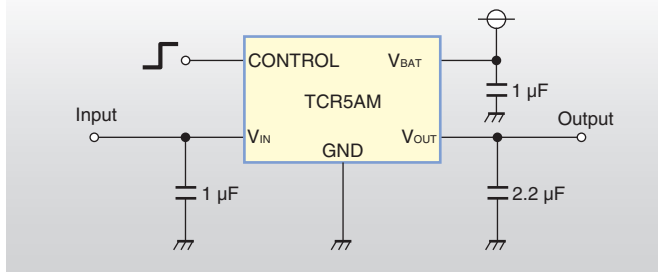 CONTROL
VBAT
TCR5AM
1 µF
Input
Output
VIN
VOUT
GND
1 µF
2.2 µF